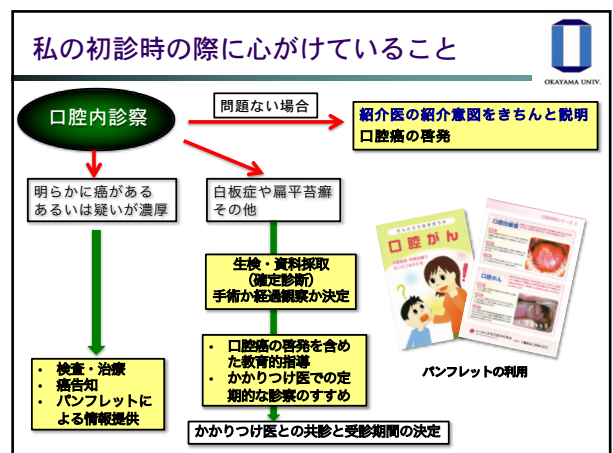 私の初診時の際に心がけていること
OKAYAMA UNIV.
口腔内診察
問題ない場合
紹介医の紹介意図をきちんと説明
口腔癌の啓発
明らかに癌がある
あるいは疑いが濃厚
白板症や扁平苔癬
その他
生検・資料採取
(確定診断)
手術か経過観察か決定
・ 検査・治療
・ 癌告知
・ パンフレットに
よる情報提供
・ 口腔癌の啓発を含め
た教育的指導
・ かかりつけ医での定
期的な診察のすすめ
かかりつけ医との共診と受診期間の決定
口腔がん
口腔白板症
口腔がん
パンフレットの利用